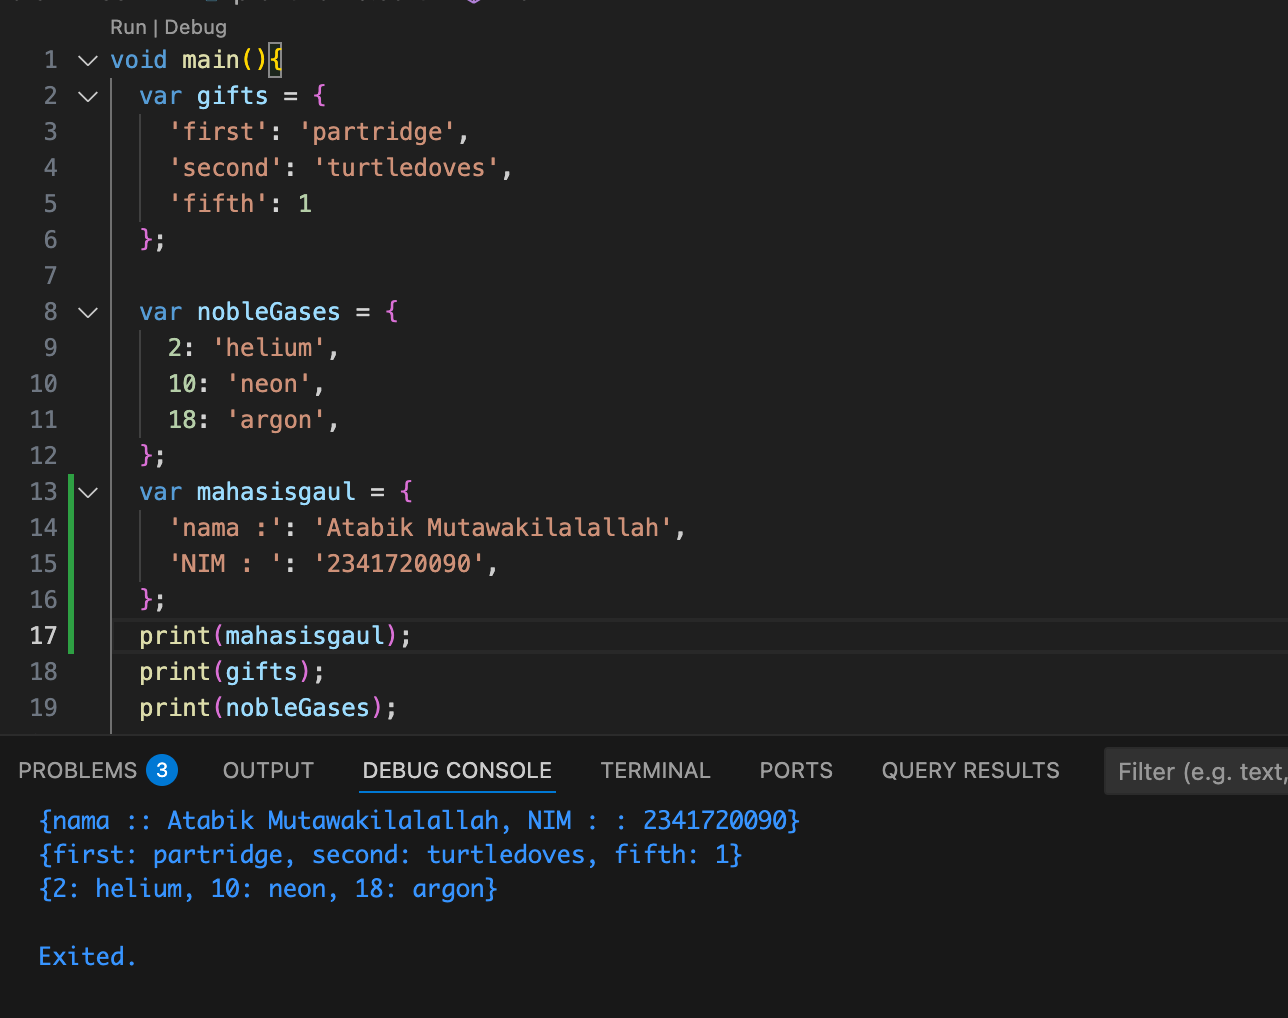 Run | Debug
1 void main(){
2 var gifts = {
3 'first': 'partridge',
4 'second': 'turtledoves',
5 'fifth': 1
6 };
7
8 var nobleGases = {
9 2: 'helium',
10 10: 'neon',
11 18: 'argon',
12 };
13 var mahasisgaul = {
14 'nama :': 'Atabik Mutawakilalallah',
15 'NIM : ': '2341720090',
16 };
17 print(mahasisgaul);
18 print(gifts);
19 print(nobleGases);
PROBLEMS 3 OUTPUT DEBUG CONSOLE TERMINAL PORTS QUERY RESULTS Filter (e.g. text,
{nama :: Atabik Mutawakilalallah, NIM : : 2341720090}
{first: partridge, second: turtledoves, fifth: 1}
{2: helium, 10: neon, 18: argon}
Exited.